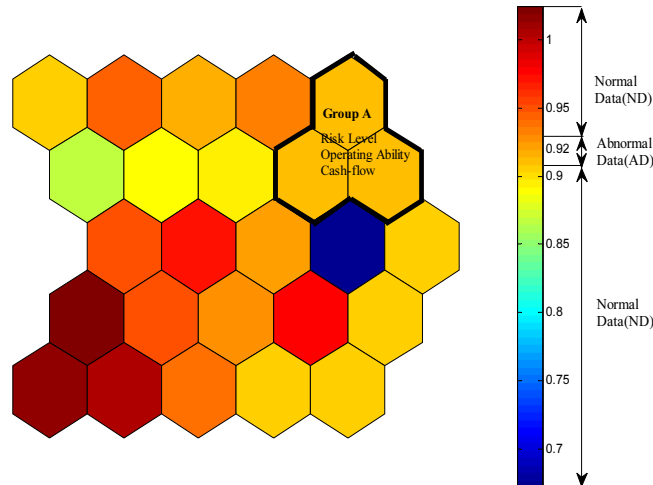 Group A
Risk Level
Operating Ability
Cash-flow
1
0.95
0.92
0.9
0.85
0.8
0.75
0.7
Normal
Data(ND)
Abnormal
Data(AD)
Normal
Data(ND)